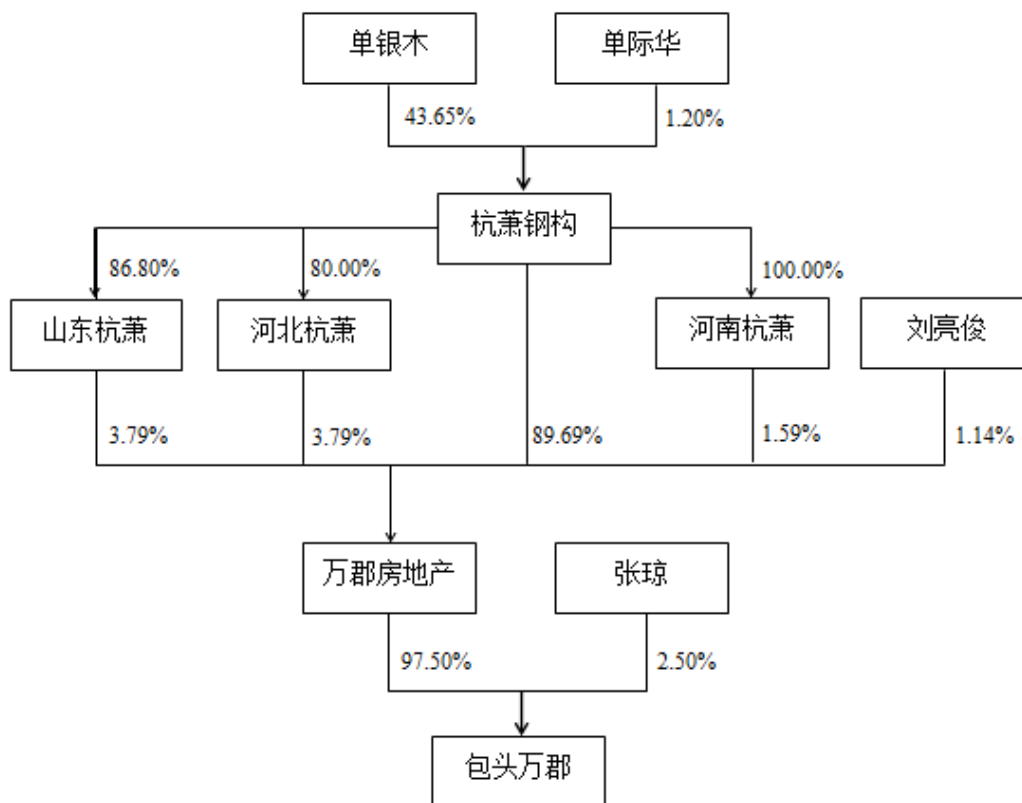 单银木
单际华
43.65%
1.20%
杭萧钢构
86.80%
80.00%
100.00%
山东杭萧
河北杭萧
河南杭萧
刘亮俊
3.79%
3.79%
89.69%
1.59%
1.14%
万郡房地产
张琼
97.50%
2.50%
包头万郡